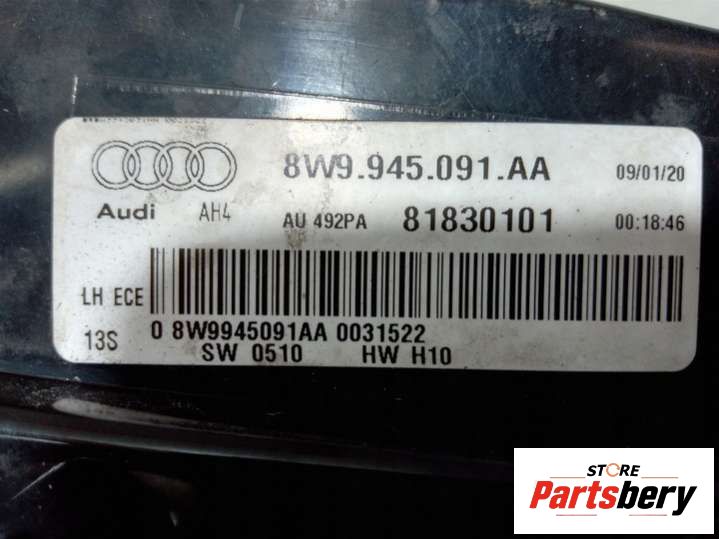 8W9.945.091.AA 09/01/20
Audi AH4 AU 492PA 81830101 00:18:46
LH ECE
13S 0 8W9945091AA 0031522
SW 0510 HW H10
STORE
Partsbery